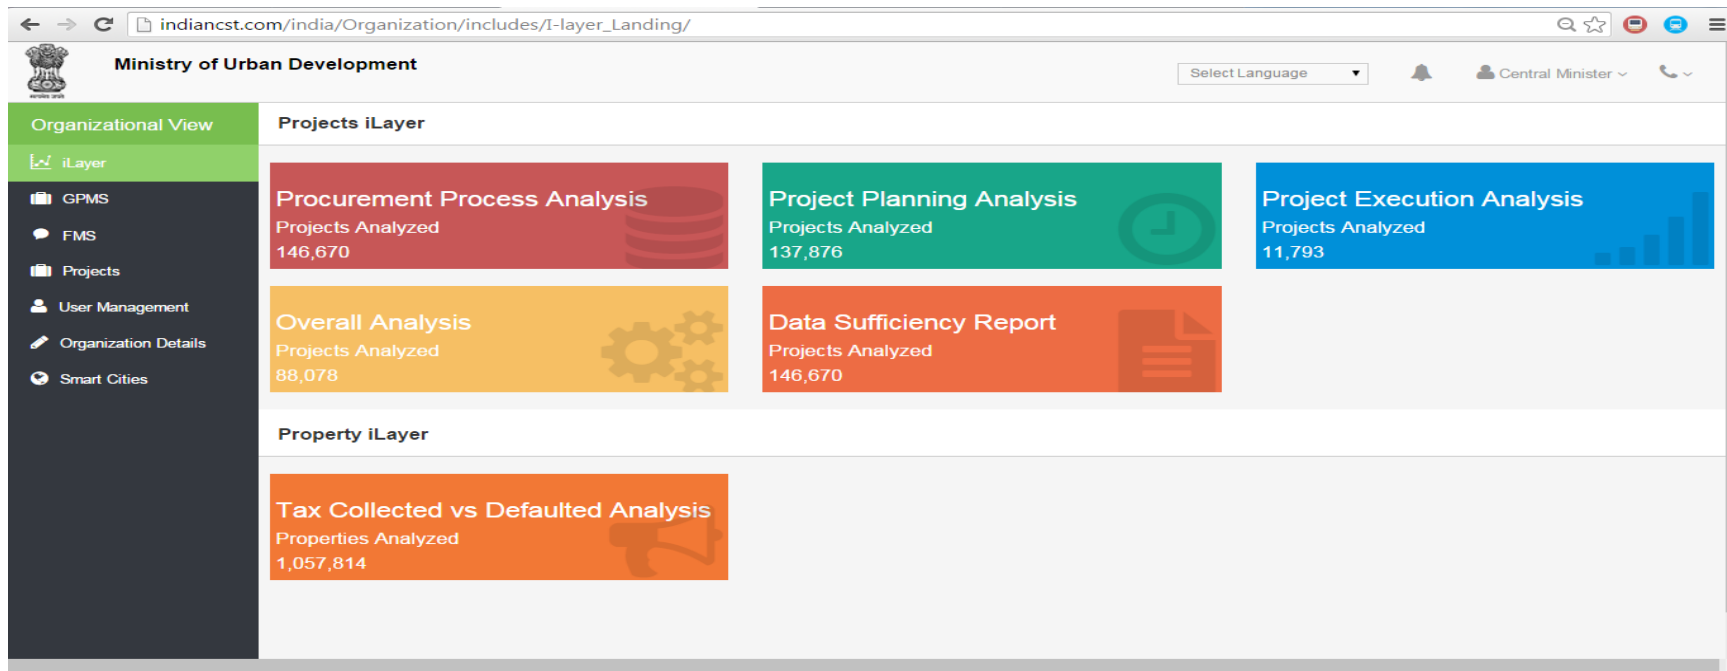 indiancst.com/india/Organization/includes/I-layer_Landing/
Ministry of Urban Development
Select Language
Central Minister
Organizational View
iLayer
GPMS
FMS
Projects
User Management
Organization Details
Smart Cities
Projects iLayer
Procurement Process Analysis
Projects Analyzed
146,670
Project Planning Analysis
Projects Analyzed
137,876
Project Execution Analysis
Projects Analyzed
11,793
Overall Analysis
Projects Analyzed
88,078
Data Sufficiency Report
Projects Analyzed
146,670
Property iLayer
Tax Collected vs Defaulted Analysis
Properties Analyzed
1,057,814